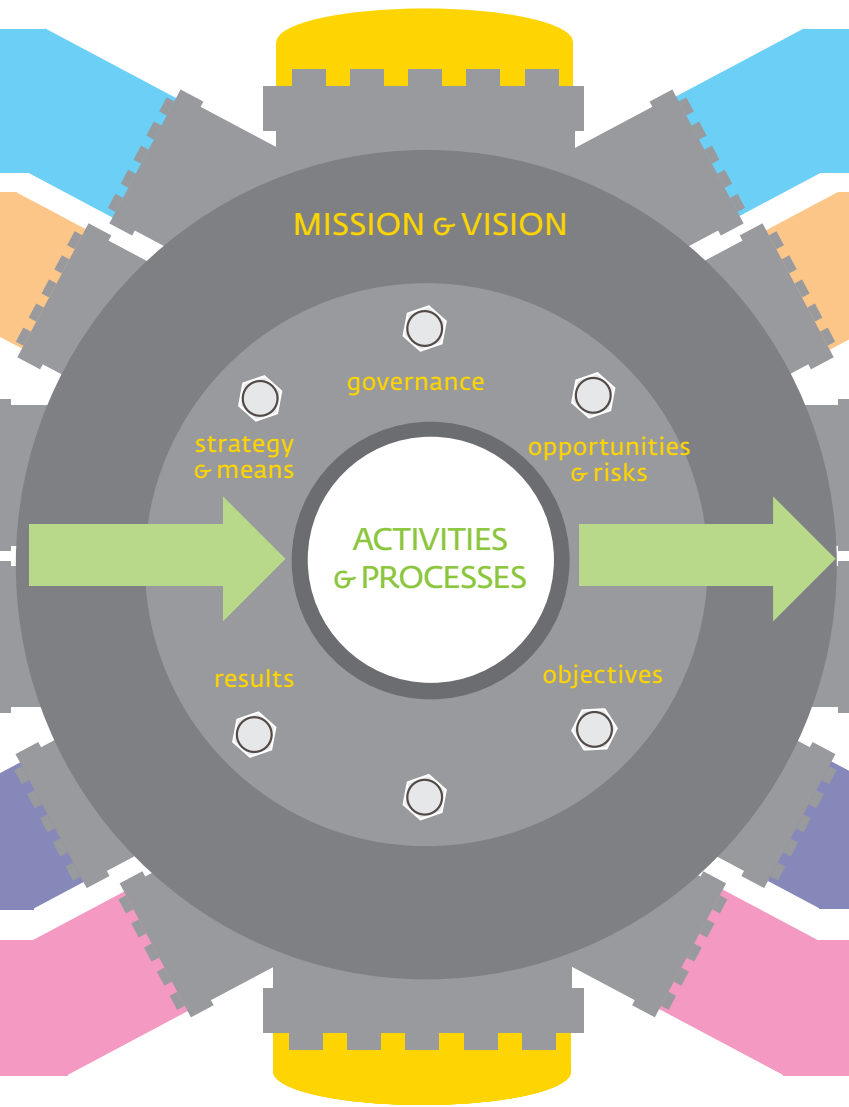 MISSION & VISION
governance
strategy
& means
opportunities
& risks
ACTIVITIES
& PROCESSES
results
objectives